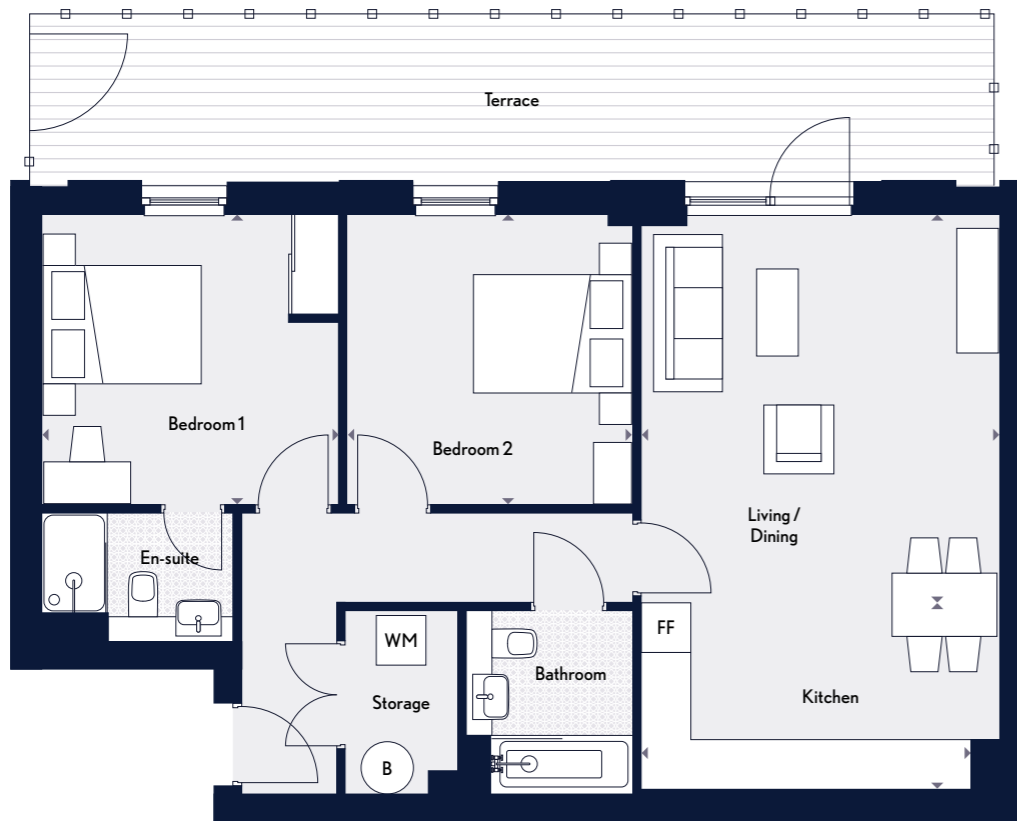 Terrace
Bedroom 1
Bedroom 2
Living /
Dining
En-suite
FF
WM
Bathroom
Storage
Kitchen
B